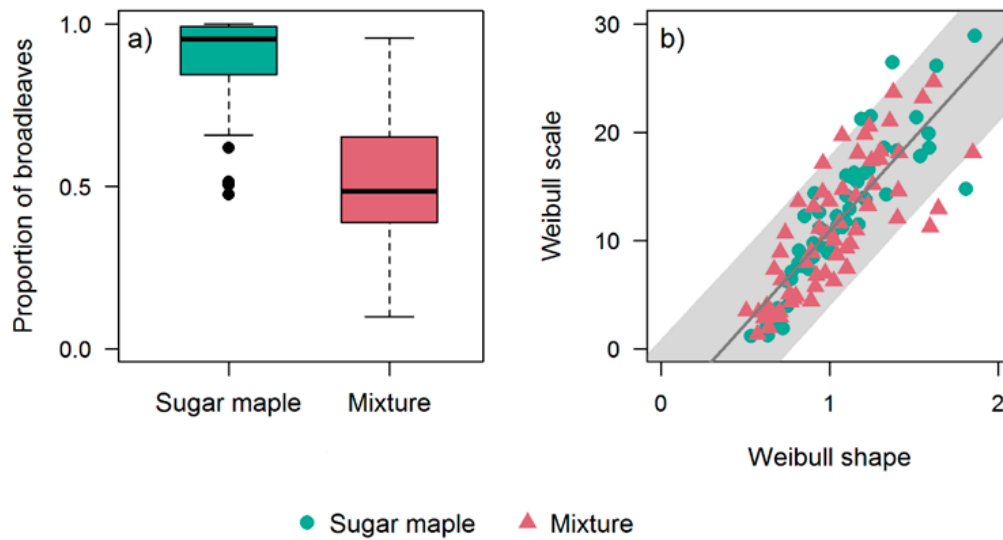 a)
1.0
0.5
0.0
Proportion of broadleaves
Sugar maple Mixture
b)
30
20
10
0
Weibull scale
0 1 2
Weibull shape
Sugar maple Mixture